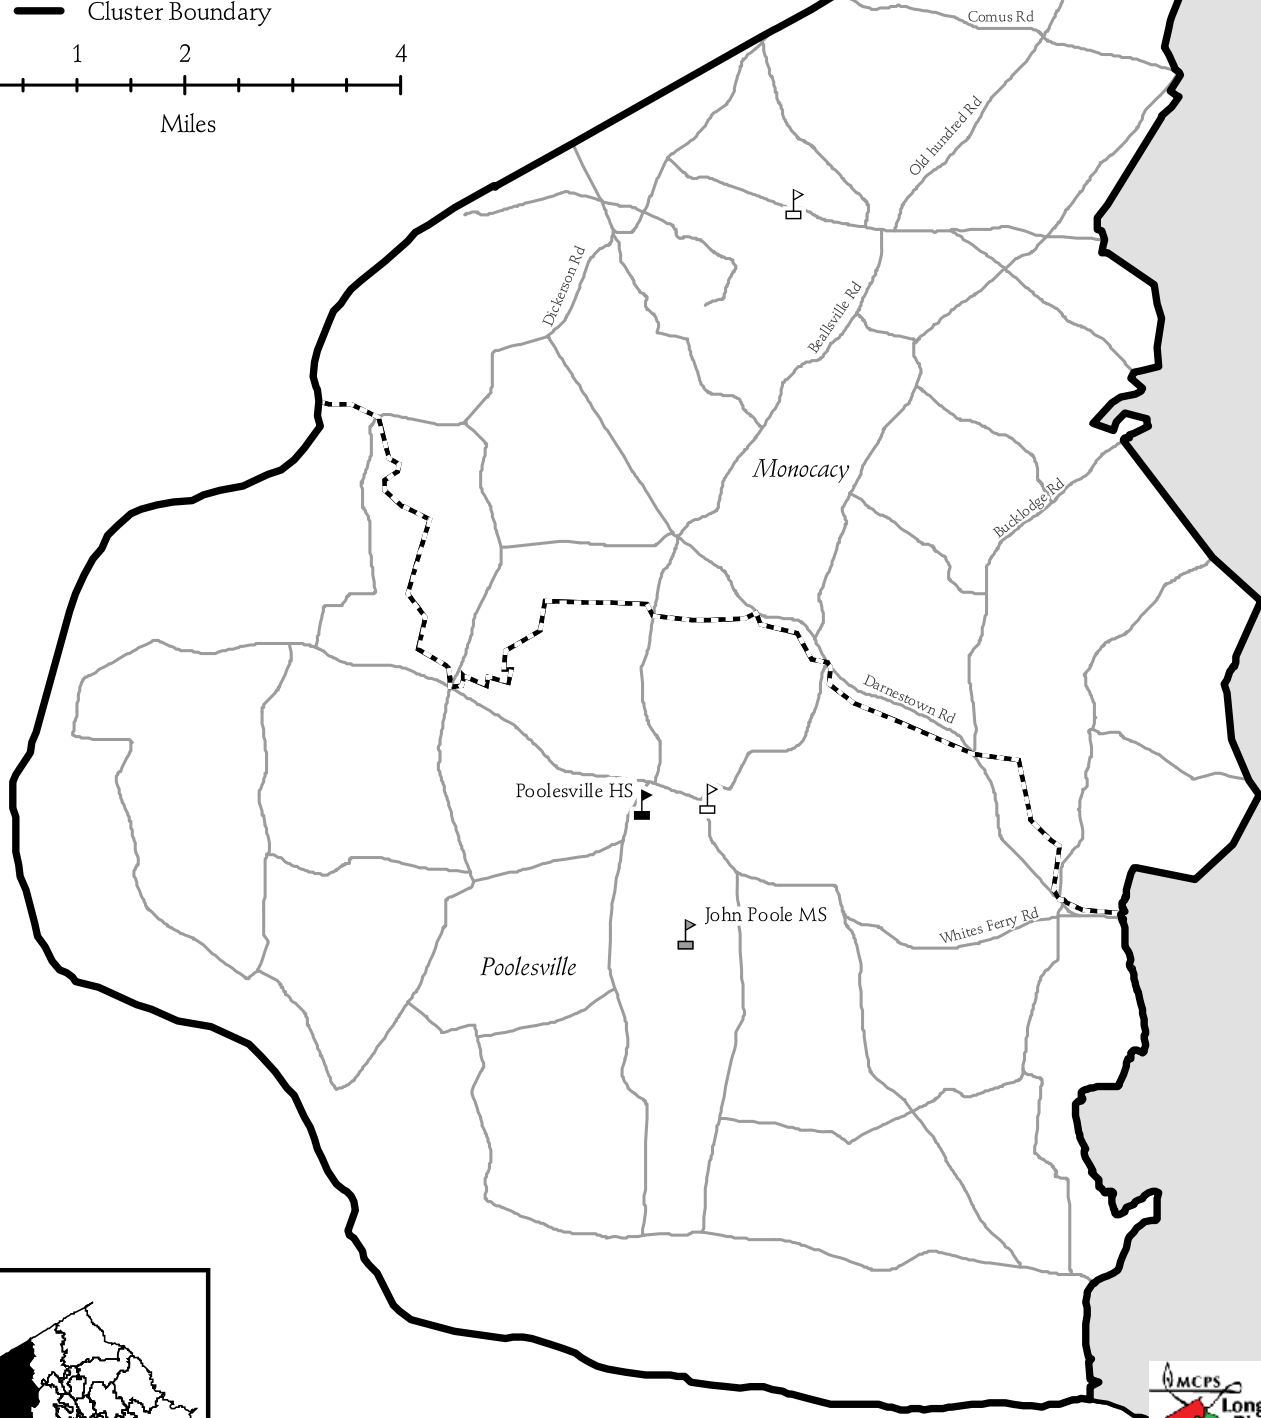 Cluster Boundary
1 2 4
Miles
Comus Rd
Old hundred Rd
Dickerson Rd
Beallsville Rd
Monocacy
Bucklodge Rd
Darnestown Rd
Poolesville HS
John Poole MS
Whites Ferry Rd
Poolesville
MCPS
Long